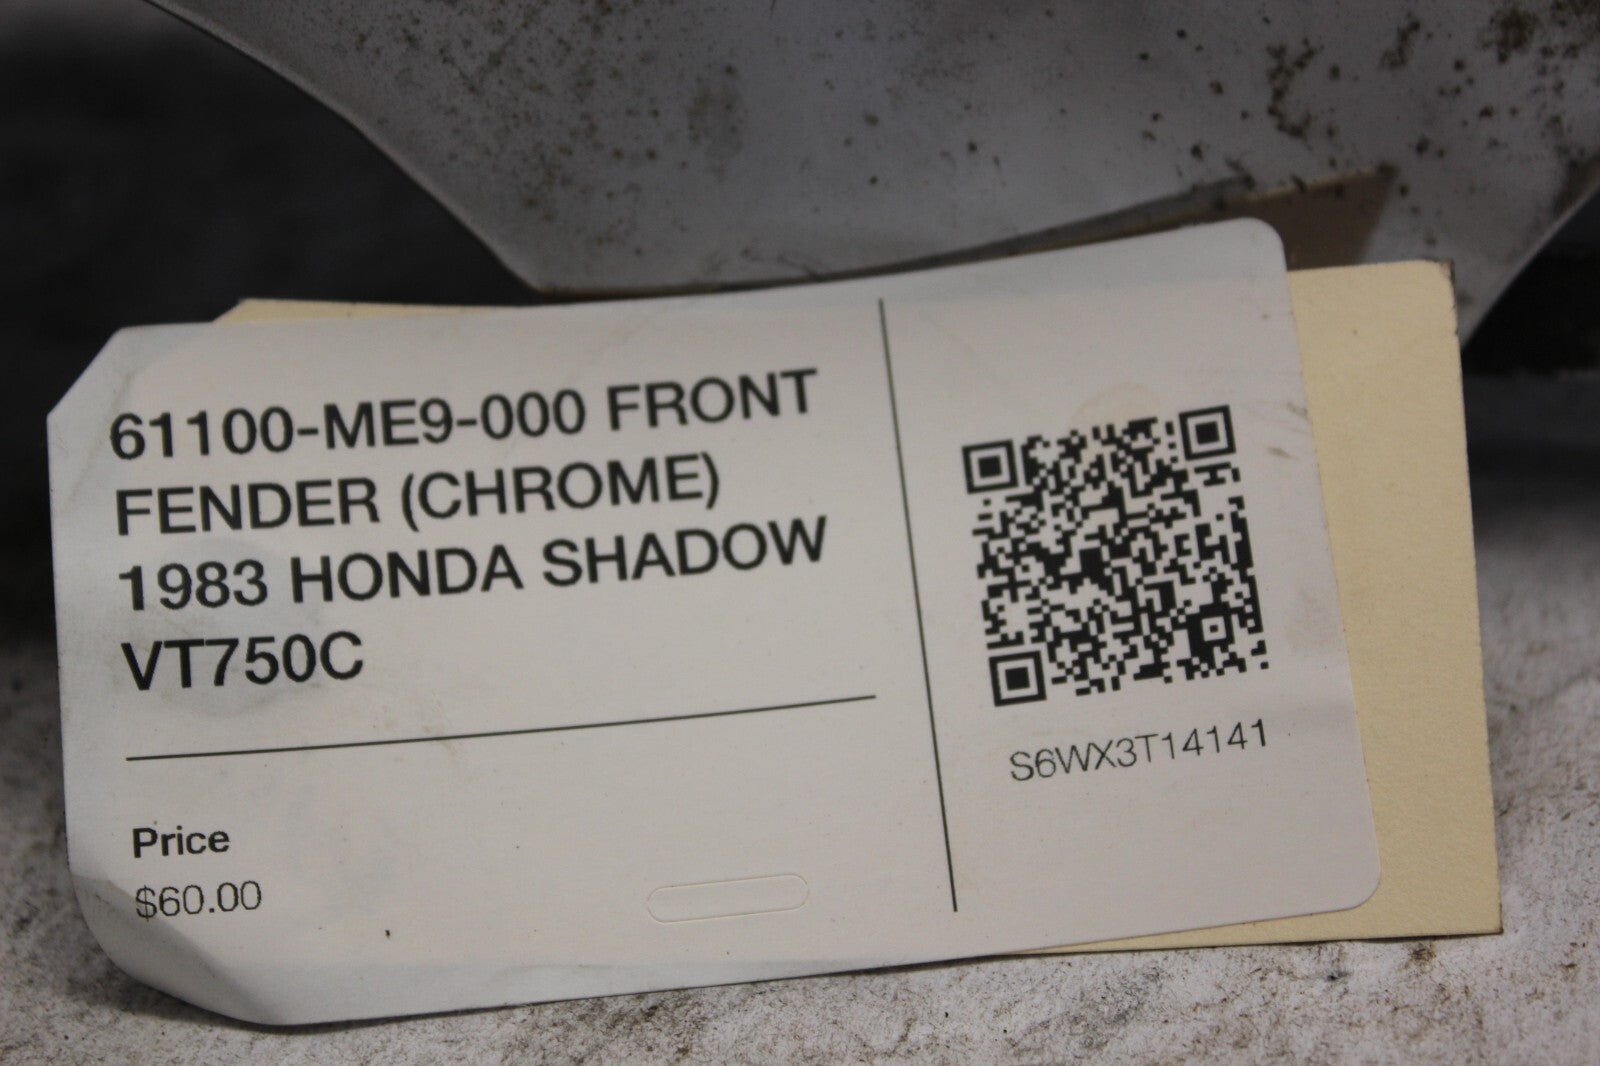 61100-ME9-000 FRONT
FENDER (CHROME)
1983 HONDA SHADOW
VT750C
Price
$60.00
S6WX3T14141